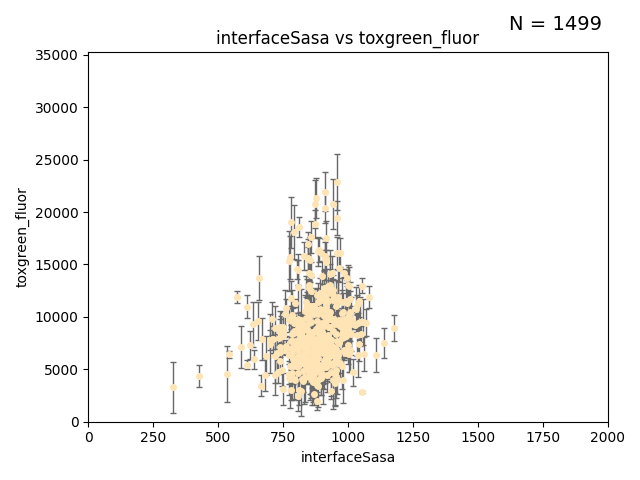 N = 1499
interfaceSasa vs toxgreen_fluor
35000
30000
25000
20000
15000
10000
5000
0
toxgreen_fluor
0 250 500 750 1000 1250 1500 1750 2000
interfaceSasa